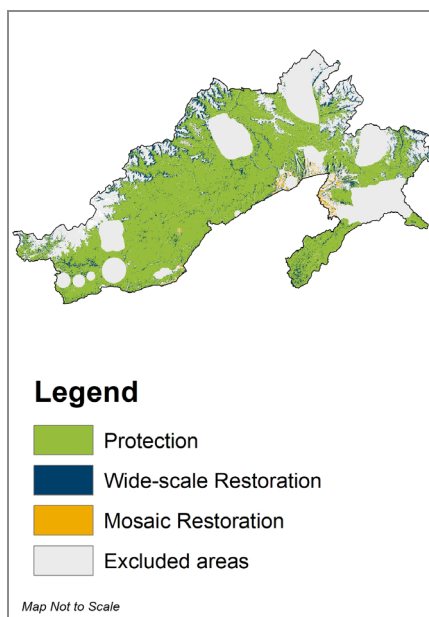 Legend
Protection
Wide-scale Restoration
Mosaic Restoration
Excluded areas
Map Not to Scale